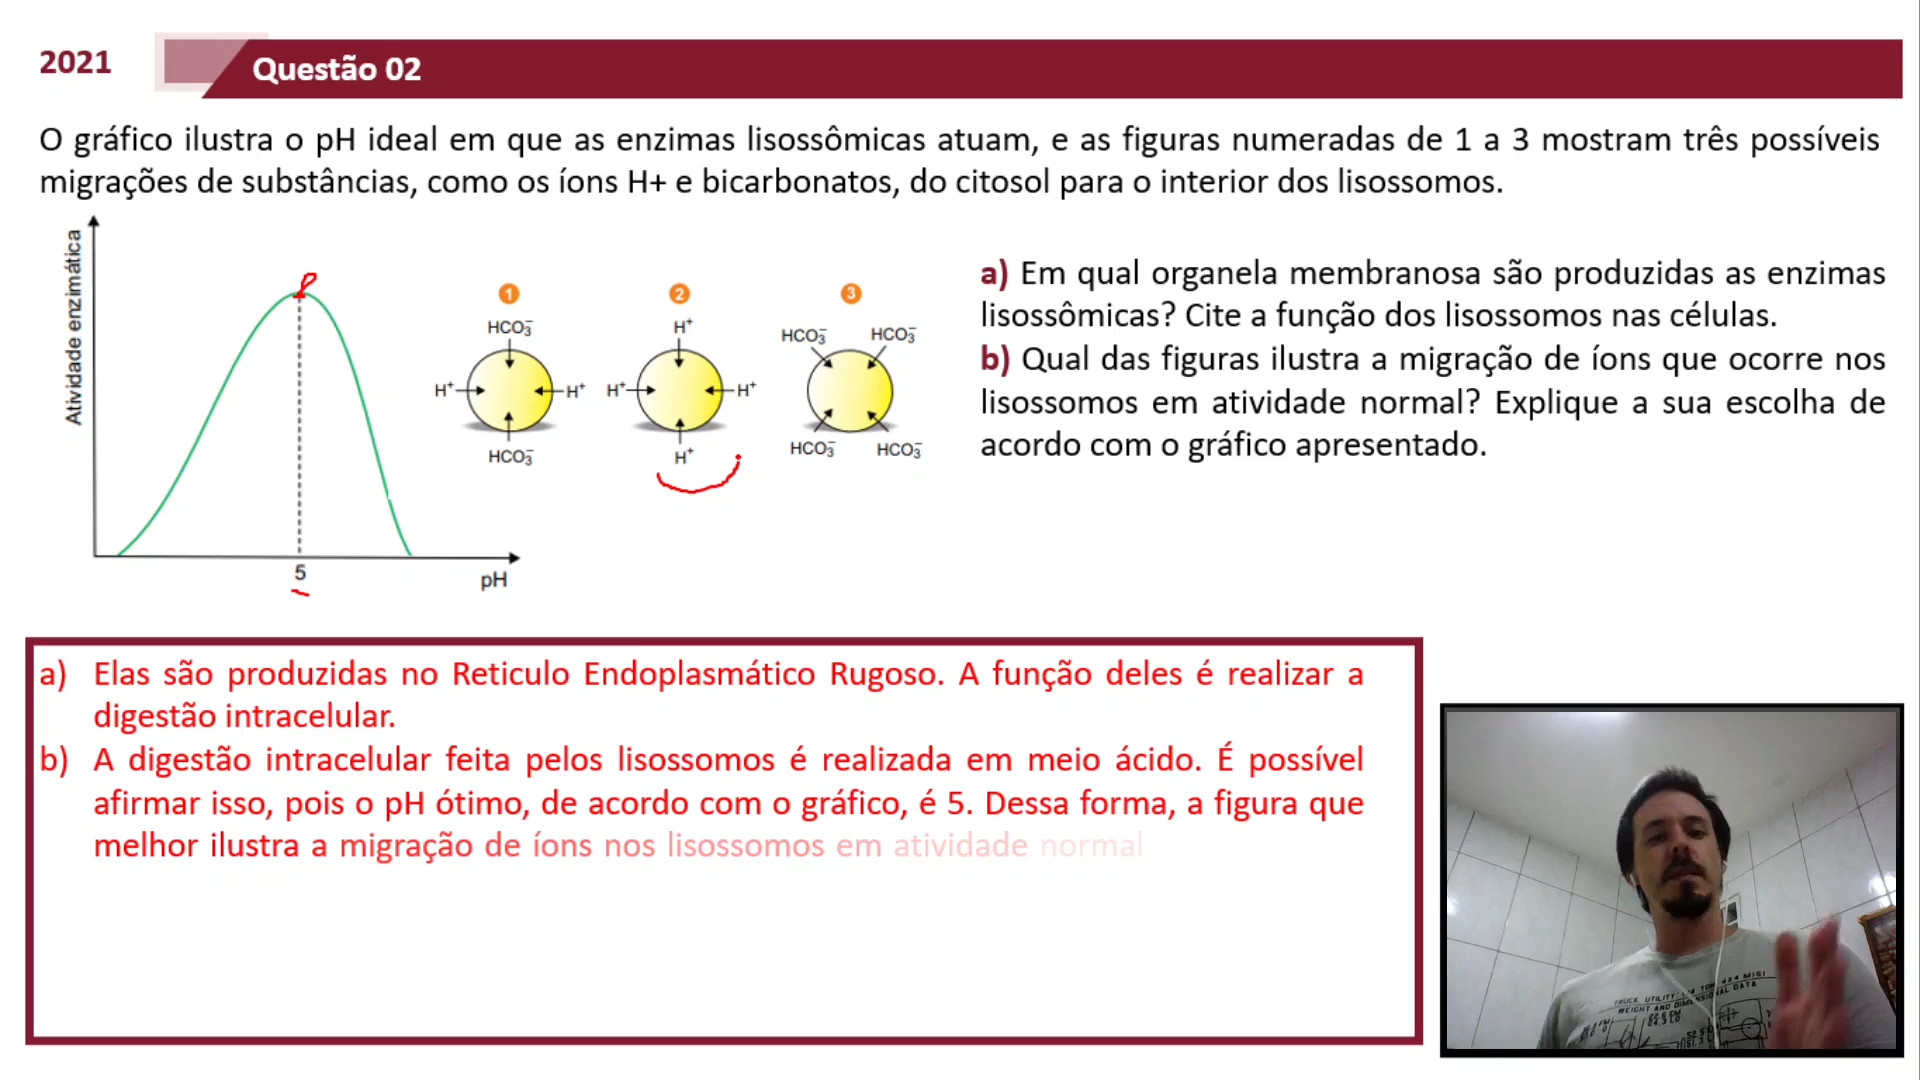 2021
Questão 02
O gráfico ilustra o pH ideal em que as enzimas lisossômicas atuam, e as figuras numeradas de 1 a 3 mostram três possíveis
migrações de substâncias, como os íons H+ e bicarbonatos, do citosol para o interior dos lisossomos.
Atividade enzimática
5
pH
1
HCO₃⁻
H⁺ H⁺
HCO₃⁻
2
H⁺
H⁺ H⁺
H⁺
3
HCO₃⁻ HCO₃⁻
HCO₃⁻ HCO₃⁻
a) Em qual organela membranosa são produzidas as enzimas
lisossômicas? Cite a função dos lisossomos nas células.
b) Qual das figuras ilustra a migração de íons que ocorre nos
lisossomos em atividade normal? Explique a sua escolha de
acordo com o gráfico apresentado.
a) Elas são produzidas no Reticulo Endoplasmático Rugoso. A função deles é realizar a
digestão intracelular.
b) A digestão intracelular feita pelos lisossomos é realizada em meio ácido. É possível
afirmar isso, pois o pH ótimo, de acordo com o gráfico, é 5. Dessa forma, a figura que
melhor ilustra a migração de íons nos lisossomos em atividade normal
TRUCK, UTILITY
WEIGHT AND DIMENSIONAL DATA